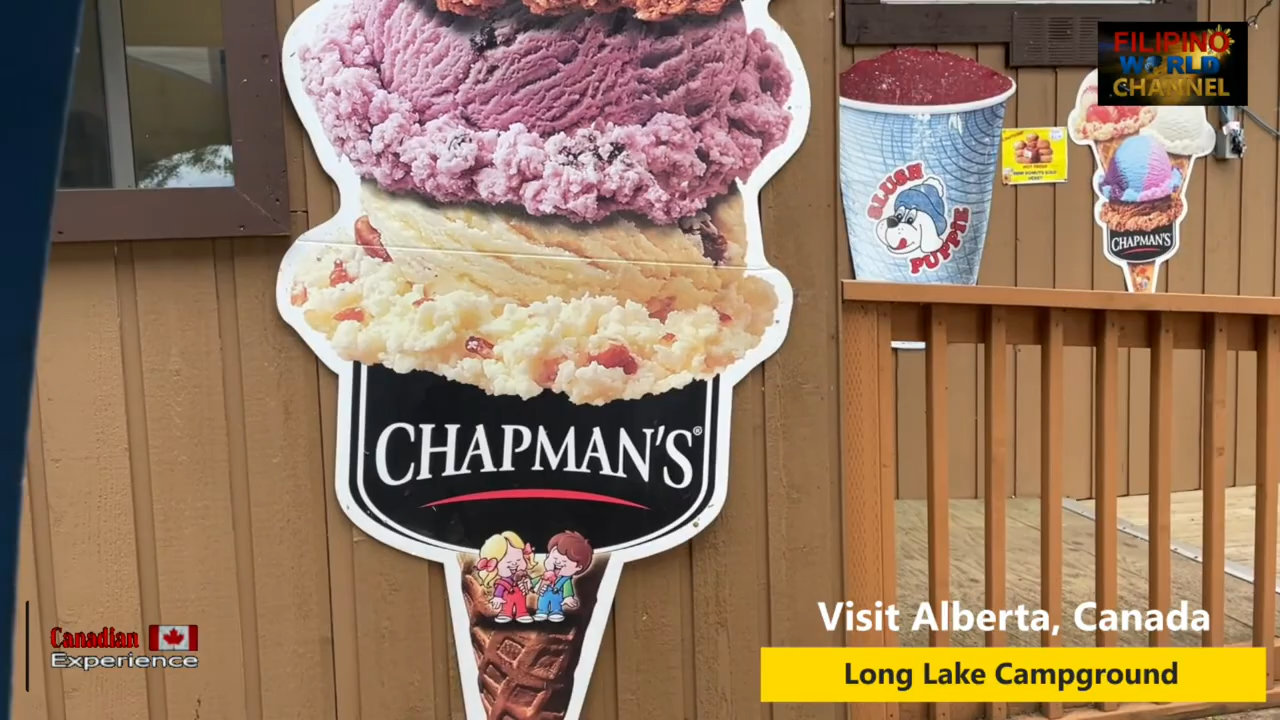 FILIPINO
WORLD
CHANNEL
SLUSH
PUPPIE
CHAPMAN'S
CHAPMAN'S®
Visit Alberta, Canada
Long Lake Campground
Canadian
Experience